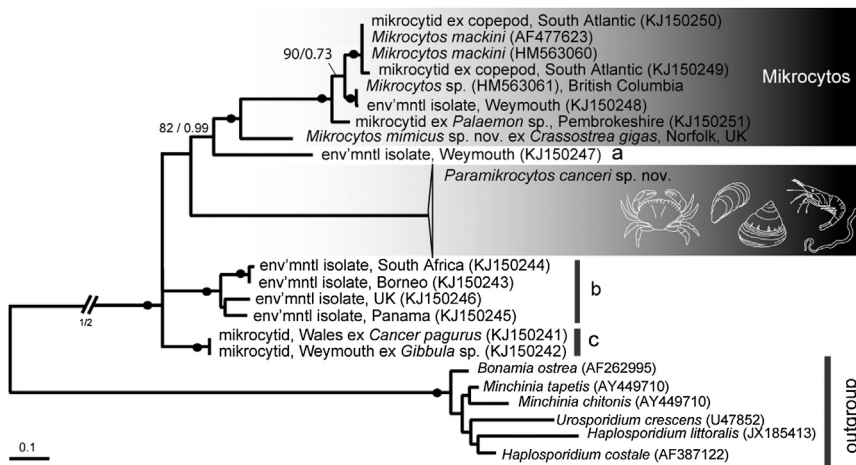 mikrocytid ex copepod, South Atlantic (KJ150250)
Mikrocytos mackini (AF477623)
90/0.73
Mikrocytos mackini (HM563060)
mikrocytid ex copepod, South Atlantic (KJ150249)
Mikrocytos
Mikrocytos sp. (HM563061), British Columbia
env'mntl isolate, Weymouth (KJ150248)
mikrocytid ex Palaemon sp., Pembrokeshire (KJ150251)
82 / 0.99
Mikrocytos mimicus sp. nov. ex Crassostrea gigas, Norfolk, UK
env'mntl isolate, Weymouth (KJ150247) a
Paramikrocytos canceri sp. nov.
env'mntl isolate, South Africa (KJ150244)
env'mntl isolate, Borneo (KJ150243)
env'mntl isolate, UK (KJ150246)
env'mntl isolate, Panama (KJ150245)
b
1/2
mikrocytid, Wales ex Cancer pagurus (KJ150241)
mikrocytid, Weymouth ex Gibbula sp. (KJ150242)
c
Bonamia ostrea (AF262995)
Minchinia tapetis (AY449710)
Minchinia chitonis (AY449710)
Urosporidium crescens (U47852)
Haplosporidium littoralis (JX185413)
Haplosporidium costale (AF387122)
outgroup
0.1